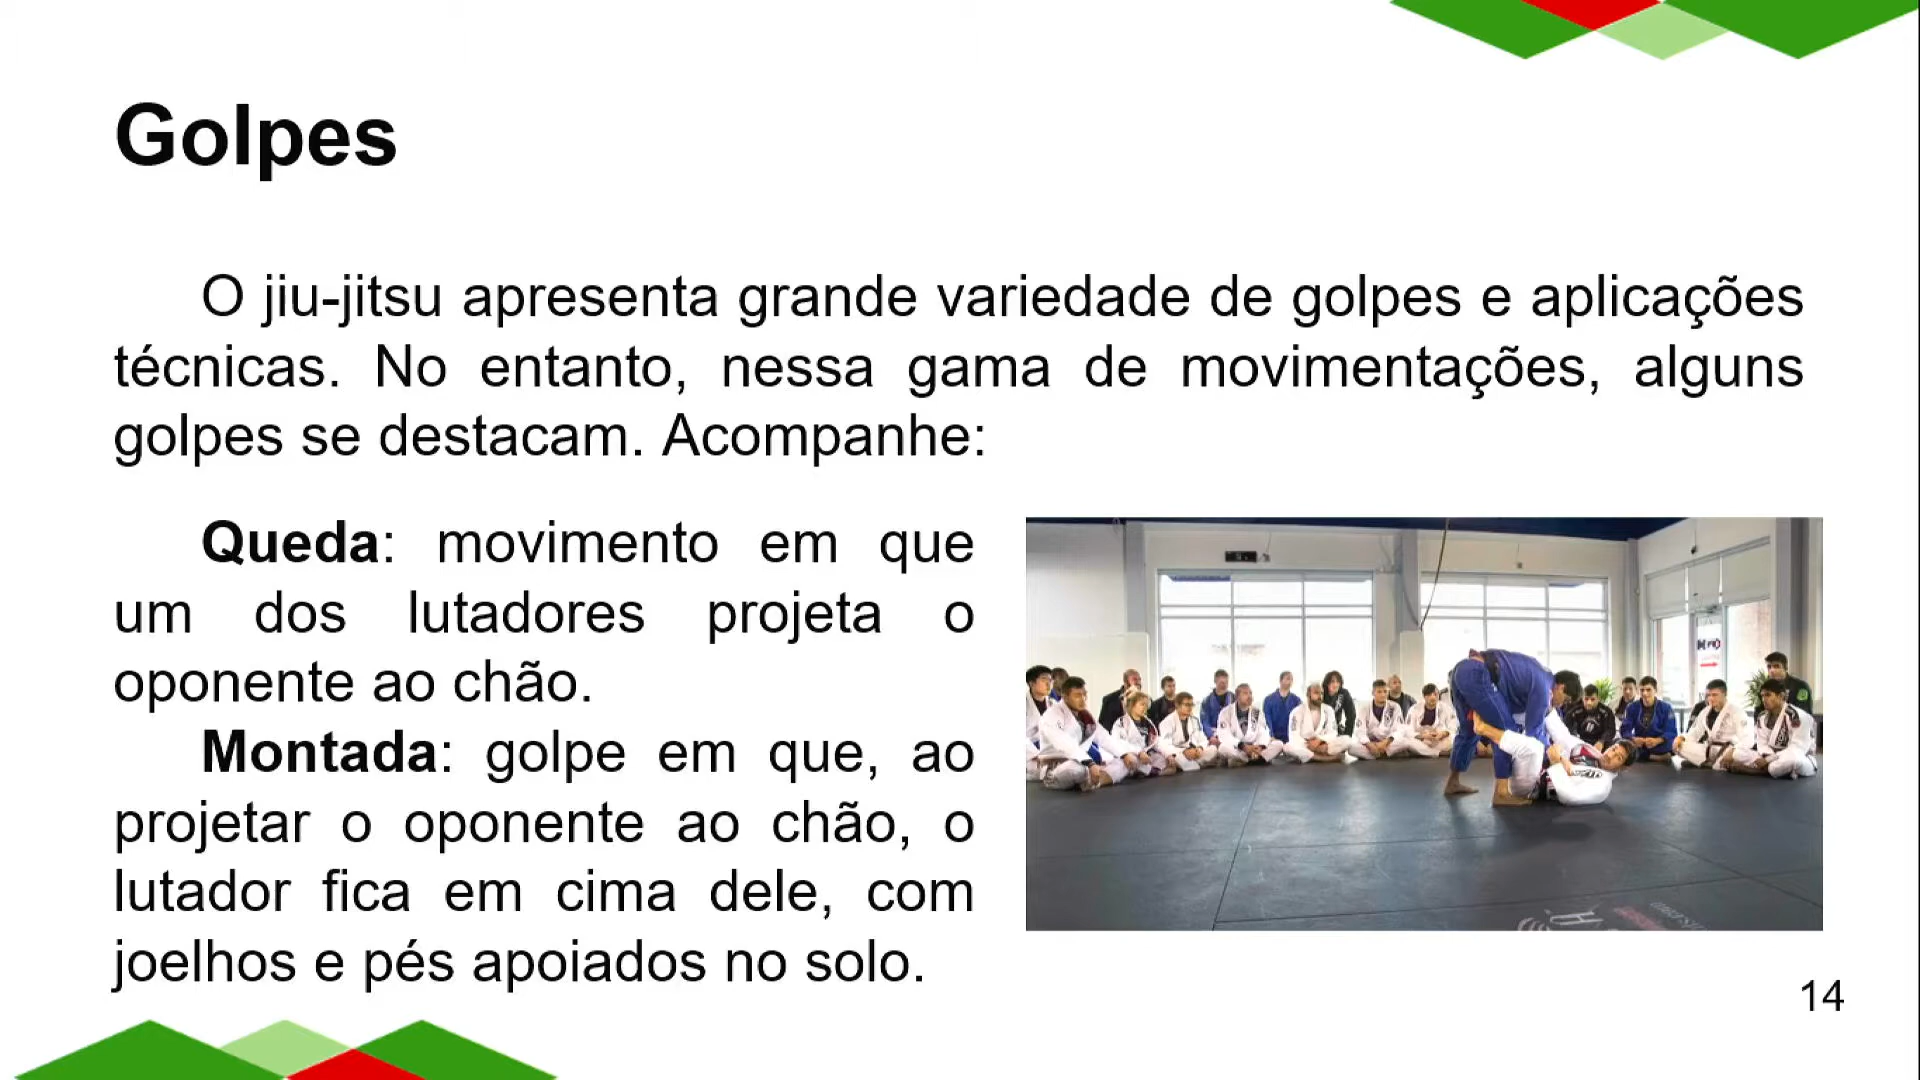 Golpes
O jiu-jitsu apresenta grande variedade de golpes e aplicações
técnicas. No entanto, nessa gama de movimentações, alguns
golpes se destacam. Acompanhe:
Queda: movimento em que
um dos lutadores projeta o
oponente ao chão.
Montada: golpe em que, ao
projetar o oponente ao chão, o
lutador fica em cima dele, com
joelhos e pés apoiados no solo.
14